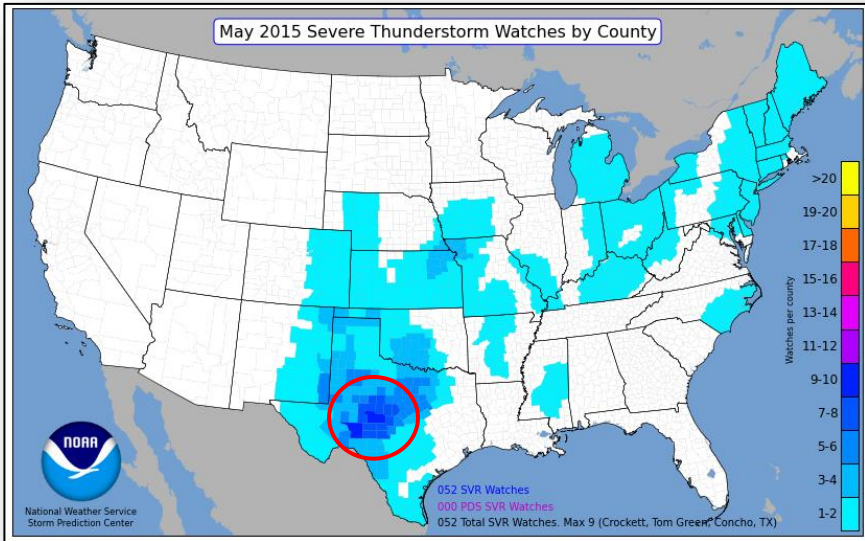 May 2015 Severe Thunderstorm Watches by County
>20
19-20
17-18
15-16
13-14
11-12
9-10
7-8
5-6
3-4
1-2
Watches per county
NOAA
National Weather Service
Storm Prediction Center
052 SVR Watches
000 PDS SVR Watches
052 Total SVR Watches. Max 9 (Crockett, Tom Green, Concho, TX)